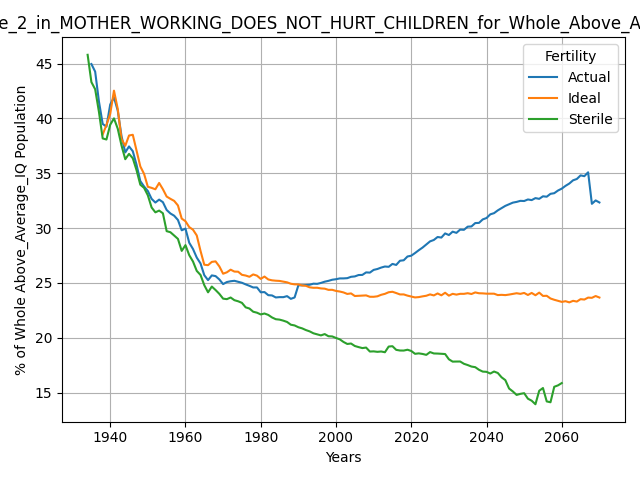 e_2_in_MOTHER_WORKING_DOES_NOT_HURT_CHILDREN_for_Whole_Above_A
Fertility
Actual
Ideal
Sterile
% of Whole Above_Average_IQ Population
45
40
35
30
25
20
15
1940
1960
1980
2000
2020
2040
2060
Years